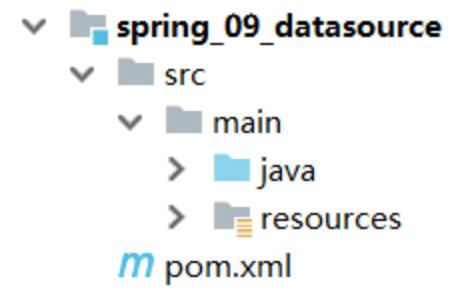 spring_09_datasource
src
main
java
resources
pom.xml